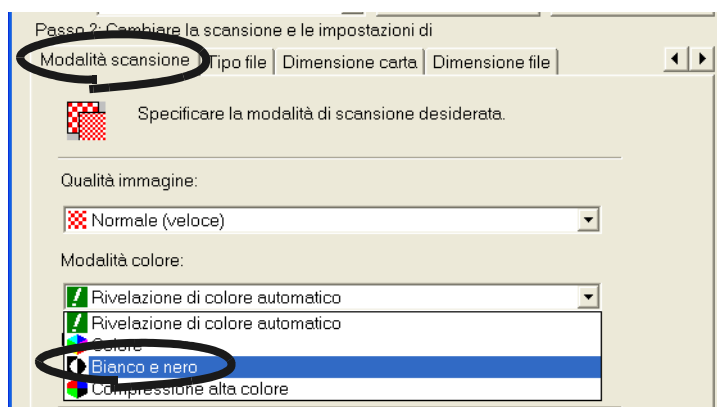 Passo 2: Cambiare la scansione e le impostazioni di
Modalità scansione Tipo file Dimensione carta Dimensione file
Specificare la modalità di scansione desiderata.
Qualità immagine:
Normale (veloce)
Modalità colore:
Rivelazione di colore automatico
Rivelazione di colore automatico
Colore
Bianco e nero
Compressione alta colore